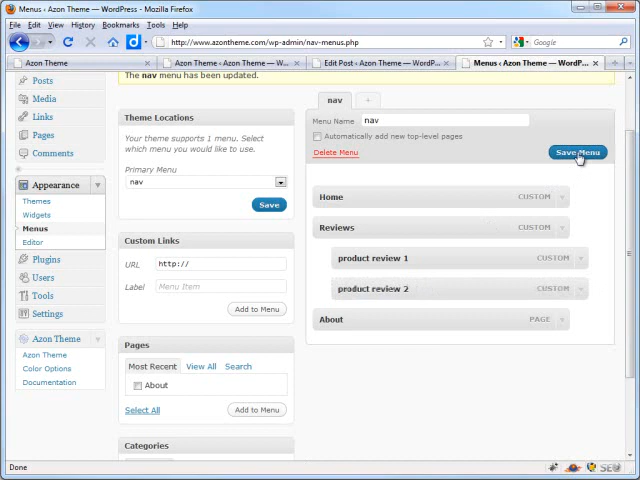 Menus ‹ Azon Theme — WordPress - Mozilla Firefox
File Edit View History Bookmarks Tools Help
http://www.azontheme.com/wp-admin/nav-menus.php
Google
Azon Theme
Azon Theme ‹ Azon Theme — W...
Edit Post ‹ Azon Theme — WordP...
Menus ‹ Azon Theme — WordP...
The nav menu has been updated.
Posts
Media
Links
Pages
Comments
Appearance
Themes
Widgets
Menus
Editor
Plugins
Users
Tools
Settings
Azon Theme
Azon Theme
Color Options
Documentation
Theme Locations
Your theme supports 1 menu. Select
which menu you would like to use.
Primary Menu
nav
Save
Custom Links
URL http://
Label Menu Item
Add to Menu
Pages
Most Recent View All Search
About
Select All Add to Menu
Categories
nav +
Menu Name nav
Automatically add new top-level pages
Delete Menu Save Menu
Home CUSTOM
Reviews CUSTOM
product review 1 CUSTOM
product review 2 CUSTOM
About PAGE
Done